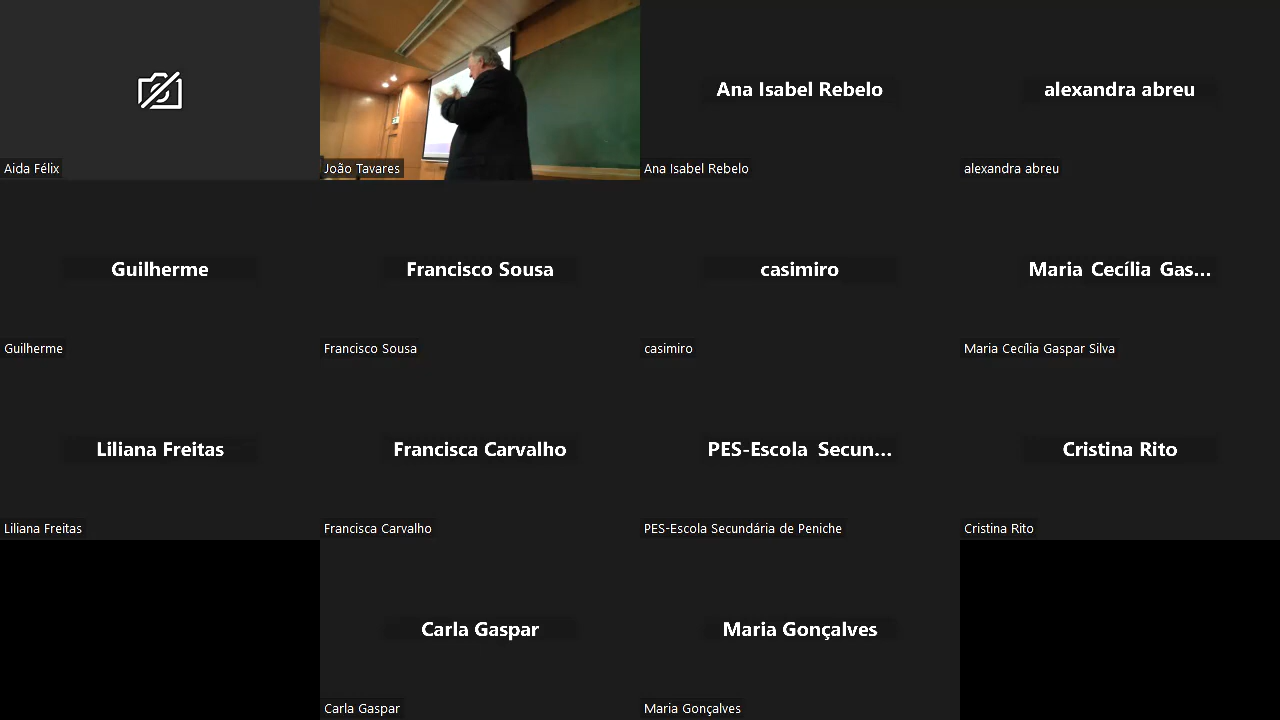 Ana Isabel Rebelo
alexandra abreu
Aida Félix
João Tavares
Ana Isabel Rebelo
alexandra abreu
Guilherme
Francisco Sousa
casimiro
Maria Cecília Gas...
Guilherme
Francisco Sousa
casimiro
Maria Cecília Gaspar Silva
Liliana Freitas
Francisca Carvalho
PES-Escola Secun...
Cristina Rito
Liliana Freitas
Francisca Carvalho
PES-Escola Secundária de Peniche
Cristina Rito
Carla Gaspar
Maria Gonçalves
Carla Gaspar
Maria Gonçalves